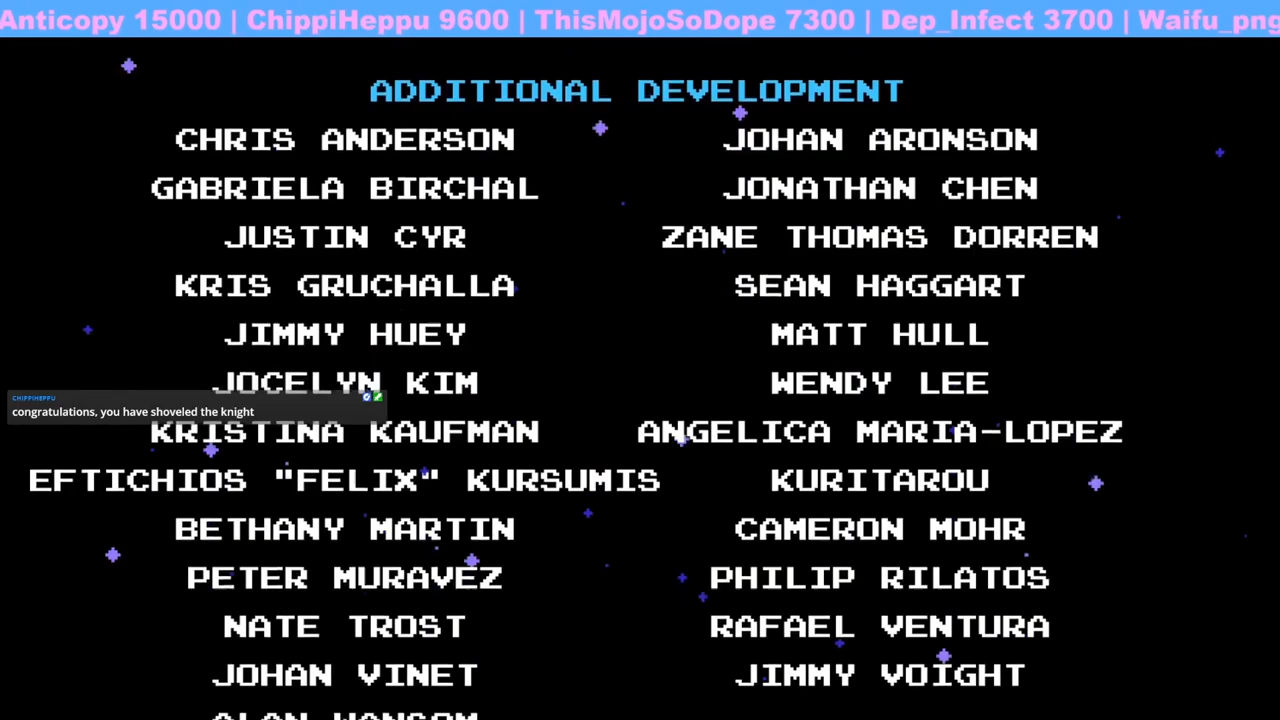 Anticopy 15000 | ChippiHeppu 9600 | ThisMojoSoDope 7300 | Dep_Infect 3700 | Waifu_png
ADDITIONAL DEVELOPMENT
CHRIS ANDERSON JOHAN ARONSON
GABRIELA BIRCHAL JONATHAN CHEN
JUSTIN CYR ZANE THOMAS DORREN
KRIS GRUCHALLA SEAN HAGGART
JIMMY HUEY MATT HULL
JOCELYN KIM WENDY LEE
CHIPPIHEPPU
congratulations, you have shoveled the knight
KRISTINA KAUFMAN ANGELICA MARIA-LOPEZ
EFTICHIOS "FELIX" KURSUMIS KURITAROU
BETHANY MARTIN CAMERON MOHR
PETER MURAVEZ PHILIP RILATOS
NATE TROST RAFAEL VENTURA
JOHAN VINET JIMMY VOIGHT
ALAN WANSOM